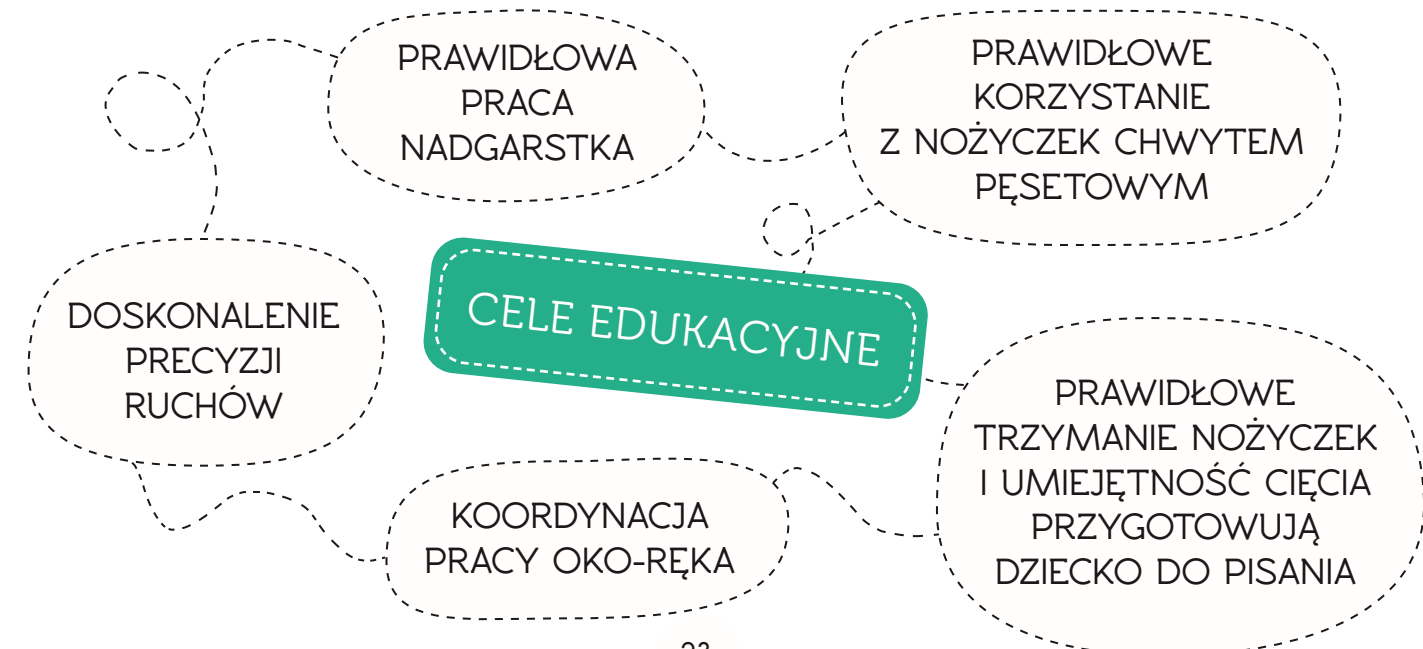 PRAWIDŁOWA
PRACA
NADGARSTKA
PRAWIDŁOWE
KORZYSTANIE
Z NOŻYCZEK CHWYTEM
PĘSETOWYM
CELE EDUKACYJNE
DOSKONALENIE
PRECYZJI
RUCHÓW
PRAWIDŁOWE
TRZYMANIE NOŻYCZEK
I UMIEJĘTNOŚĆ CIĘCIA
PRZYGOTOWUJĄ
DZIECKO DO PISANIA
KOORDYNACJA
PRACY OKO-RĘKA